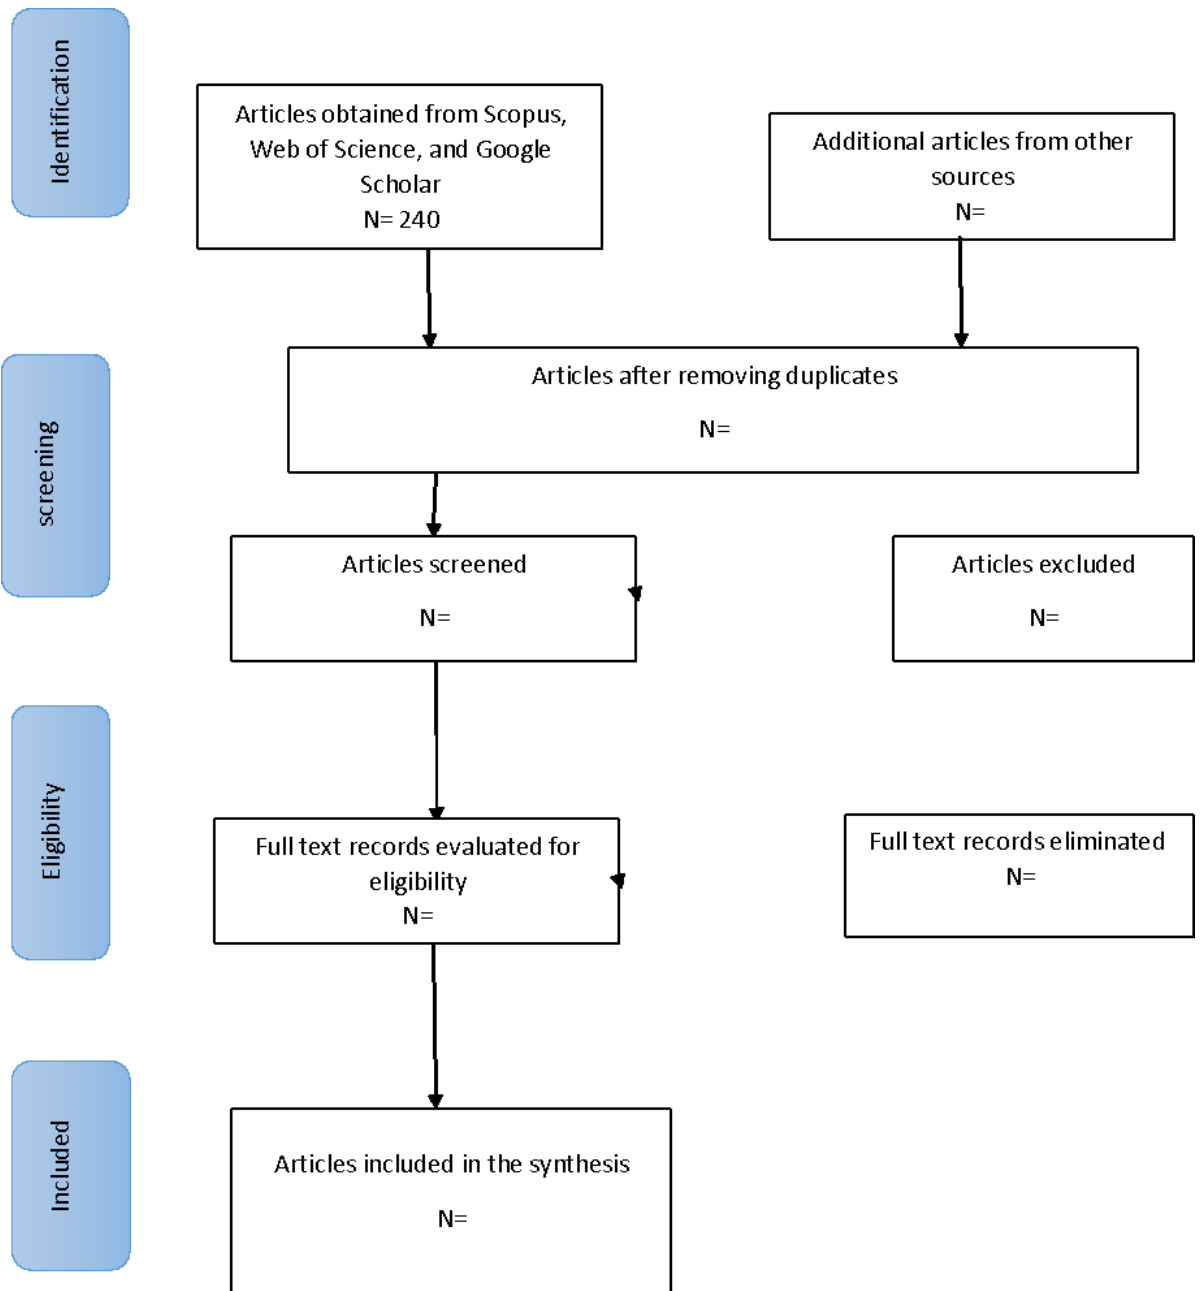 Identification
Articles obtained from Scopus,
Web of Science, and Google
Scholar
N= 240
Additional articles from other
sources
N=
screening
Articles after removing duplicates
N=
Articles screened
N=
Articles excluded
N=
Eligibility
Full text records evaluated for
eligibility
N=
Full text records eliminated
N=
Included
Articles included in the synthesis
N=